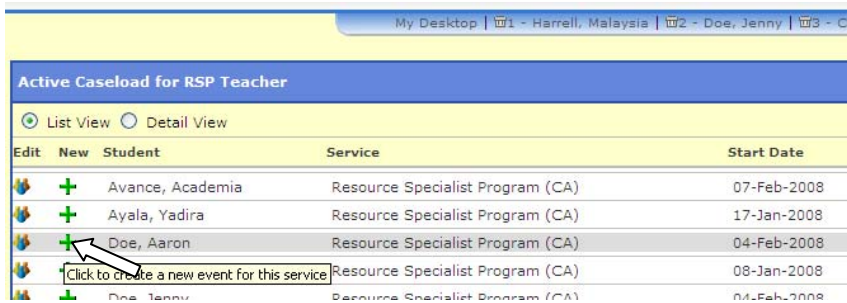 My Desktop | 1 - Harrell, Malaysia | 2 - Doe, Jenny | 3 - C
Active Caseload for RSP Teacher
List View Detail View
Edit New Student Service Start Date
Avance, Academia Resource Specialist Program (CA) 07-Feb-2008
Ayala, Yadira Resource Specialist Program (CA) 17-Jan-2008
Doe, Aaron Resource Specialist Program (CA) 04-Feb-2008
Click to create a new event for this service Resource Specialist Program (CA) 08-Jan-2008
Doe, Jenny Resource Specialist Program (CA) 04-Feb-2008